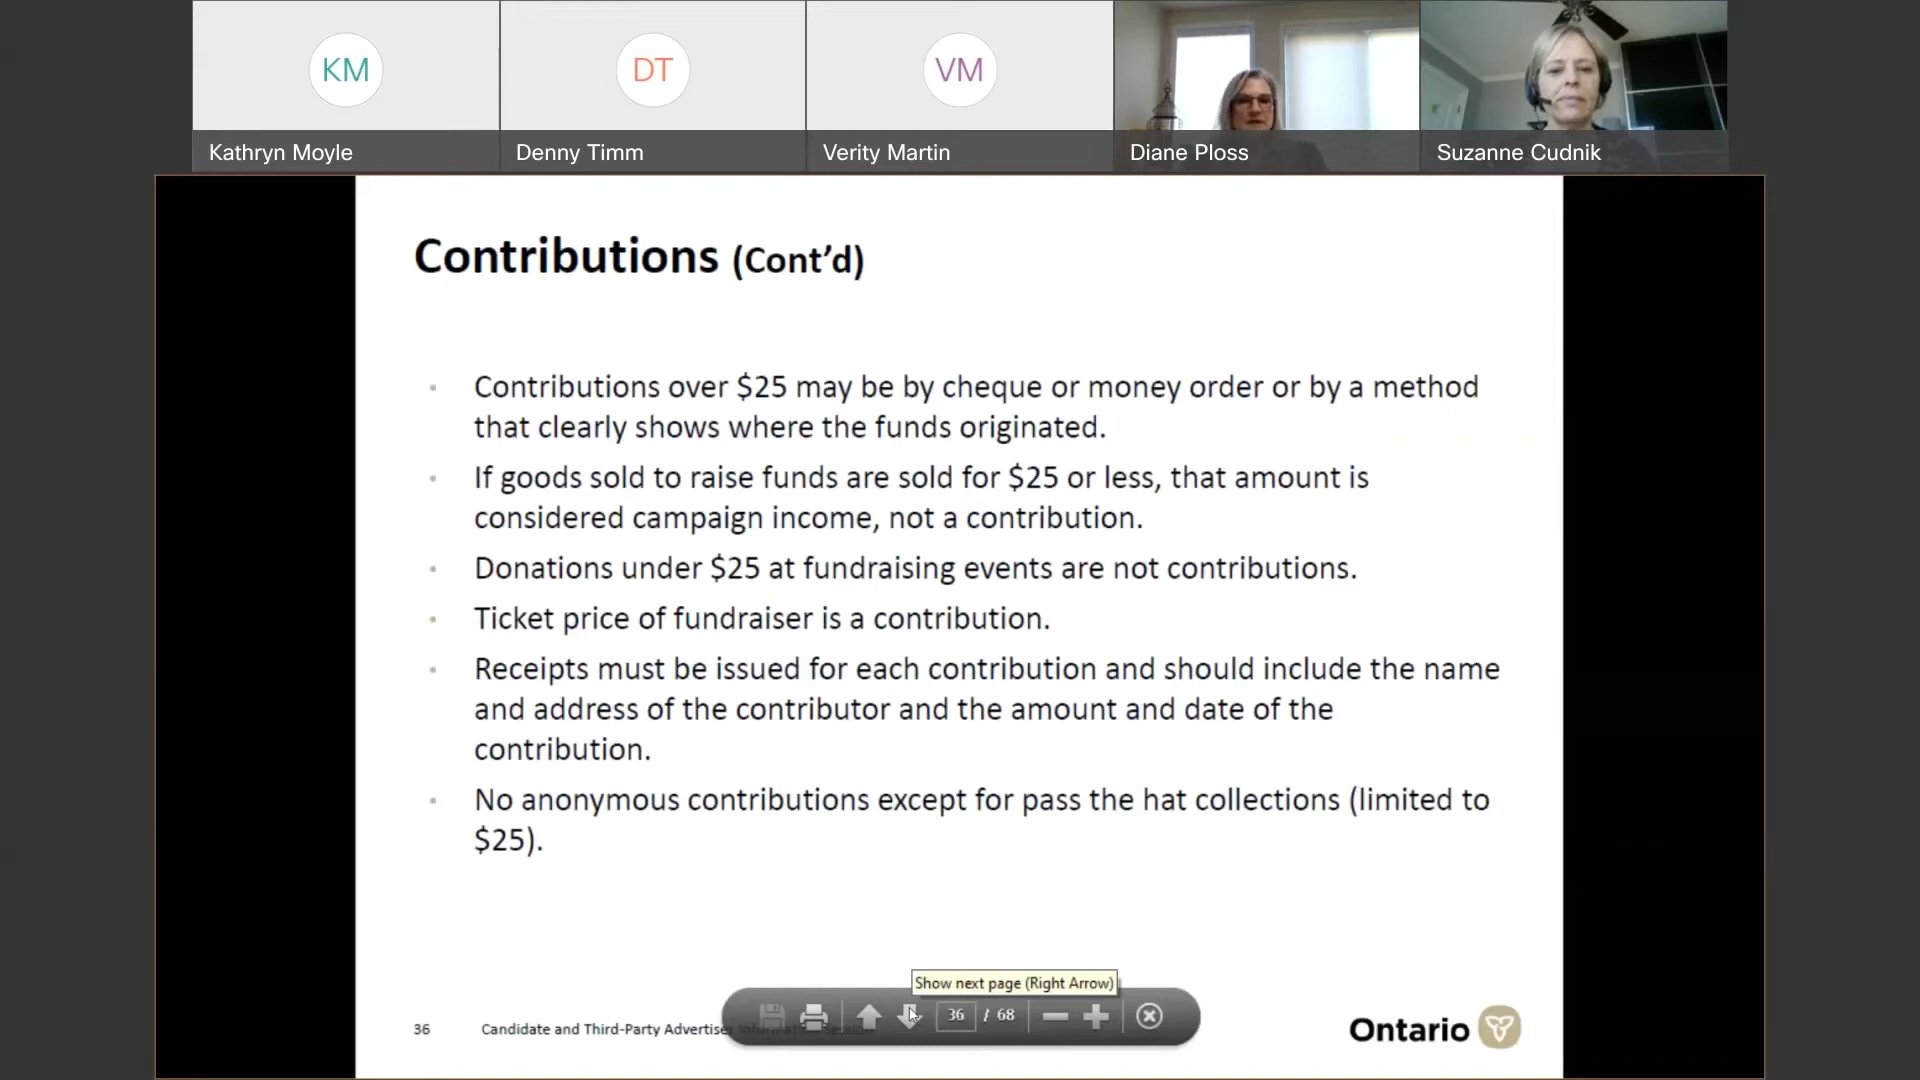 KM
DT
VM
Kathryn Moyle
Denny Timm
Verity Martin
Diane Ploss
Suzanne Cudnik
Contributions (Cont’d)
• Contributions over $25 may be by cheque or money order or by a method
that clearly shows where the funds originated.
• If goods sold to raise funds are sold for $25 or less, that amount is
considered campaign income, not a contribution.
• Donations under $25 at fundraising events are not contributions.
• Ticket price of fundraiser is a contribution.
• Receipts must be issued for each contribution and should include the name
and address of the contributor and the amount and date of the
contribution.
• No anonymous contributions except for pass the hat collections (limited to
$25).
Show next page (Right Arrow)
36 / 68
36 Candidate and Third-Party Advertiser
Ontario